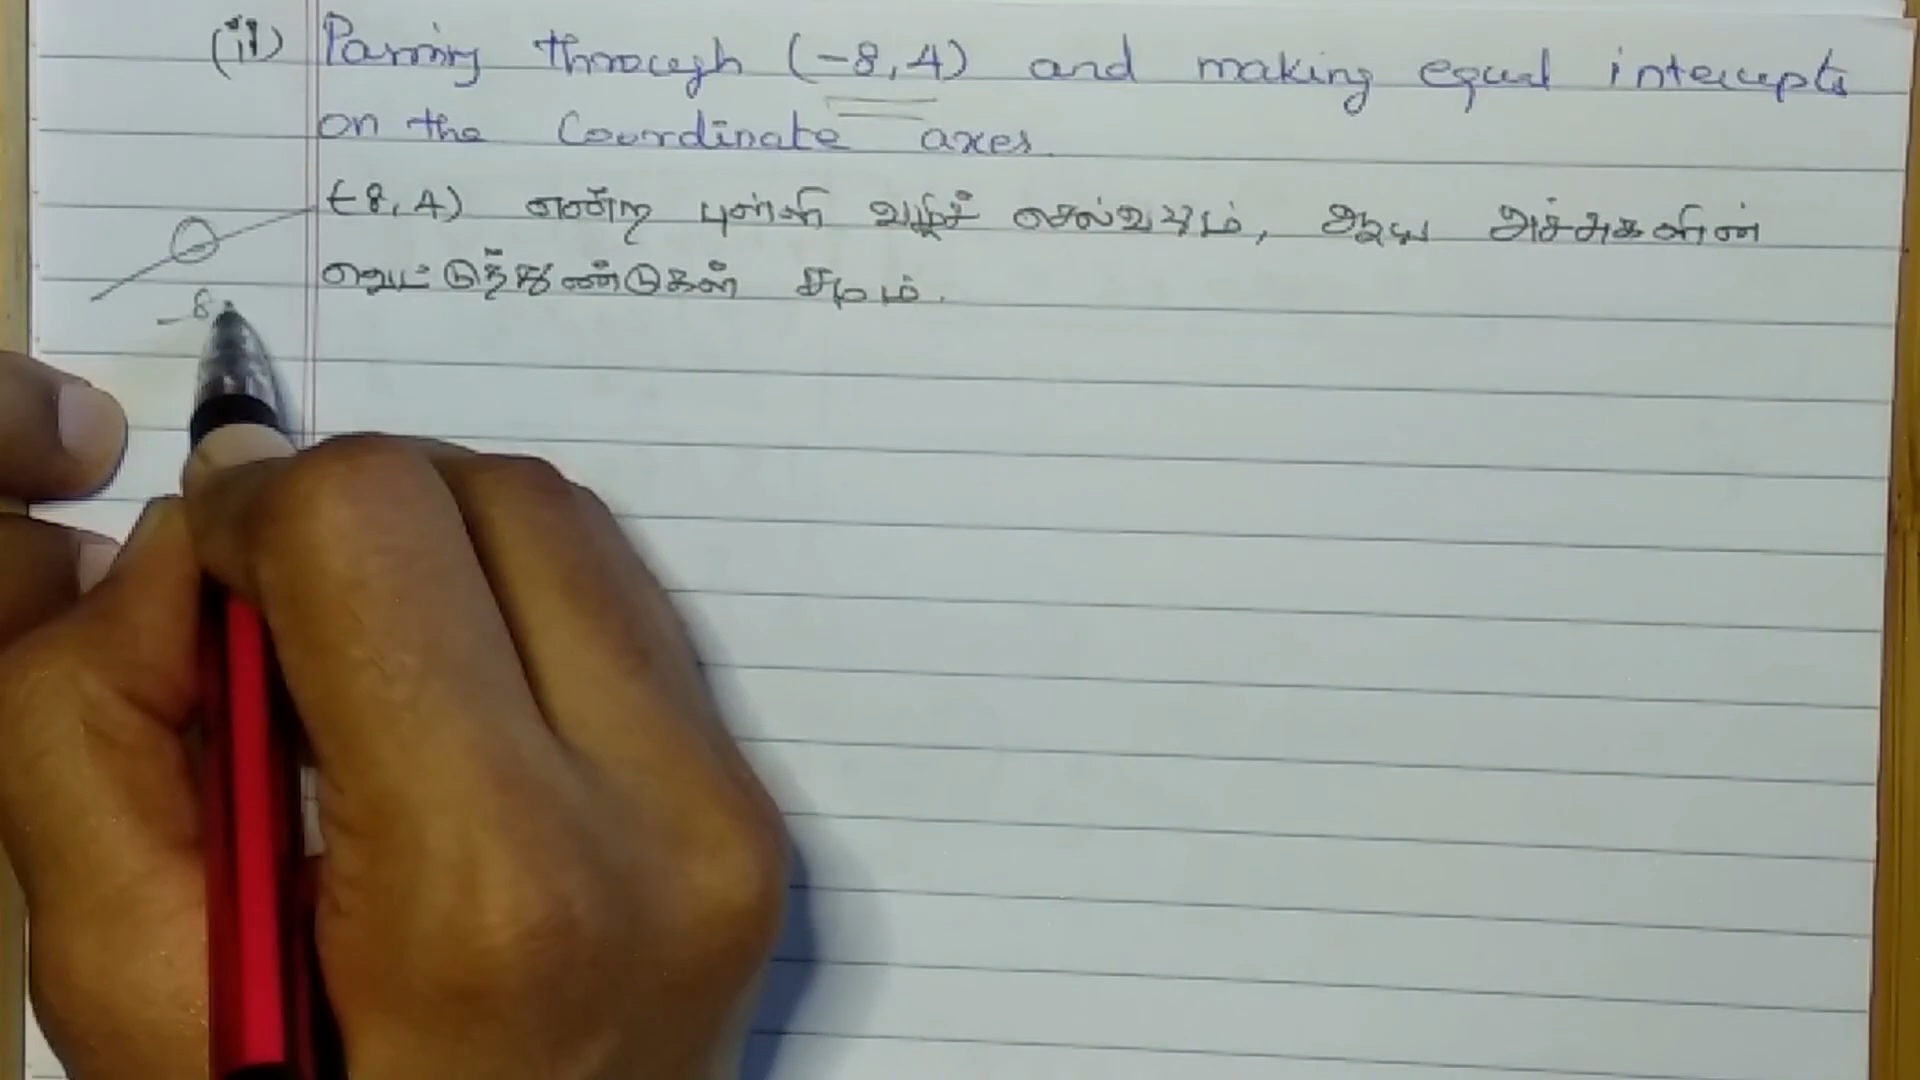 (ii) Passing through (-8, 4) and making equal intercepts
on the Coordinate axes.
(-8, 4) என்ற புள்ளி வழிச் செல்வதும், ஆய அச்சுகளின்
வெட்டுத்துண்டுகள் சமம்.
-8